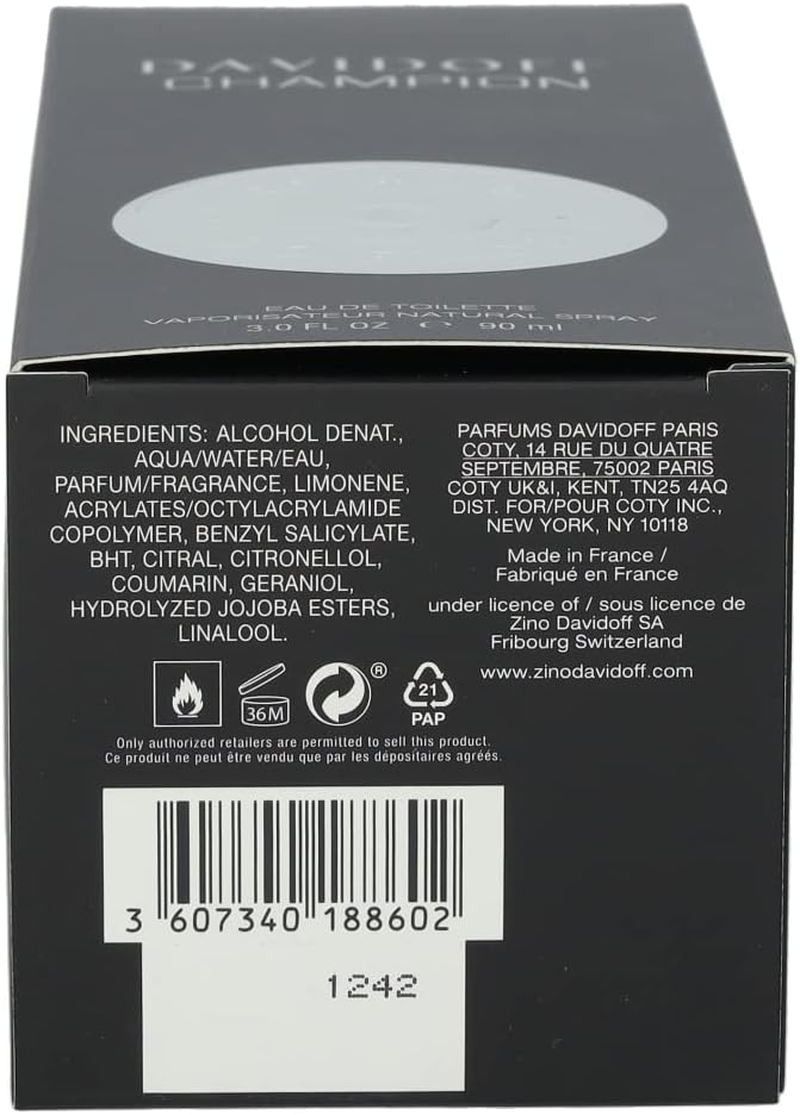 DAVIDOFF
CHAMPION
EAU DE TOILETTE
VAPORISATEUR NATURAL SPRAY
3.0 FL OZ ℮ 90 ml
INGREDIENTS: ALCOHOL DENAT.,
AQUA/WATER/EAU,
PARFUM/FRAGRANCE, LIMONENE,
ACRYLATES/OCTYLACRYLAMIDE
COPOLYMER, BENZYL SALICYLATE,
BHT, CITRAL, CITRONELLOL,
COUMARIN, GERANIOL,
HYDROLYZED JOJOBA ESTERS,
LINALOOL.
36M
®
21
PAP
Only authorized retailers are permitted to sell this product.
Ce produit ne peut être vendu que par les dépositaires agréés.
PARFUMS DAVIDOFF PARIS
COTY, 14 RUE DU QUATRE
SEPTEMBRE, 75002 PARIS
COTY UK&I, KENT, TN25 4AQ
DIST. FOR/POUR COTY INC.,
NEW YORK, NY 10118
Made in France /
Fabriqué en France
under licence of / sous licence de
Zino Davidoff SA
Fribourg Switzerland
www.zinodavidoff.com
3 607340 188602
1242